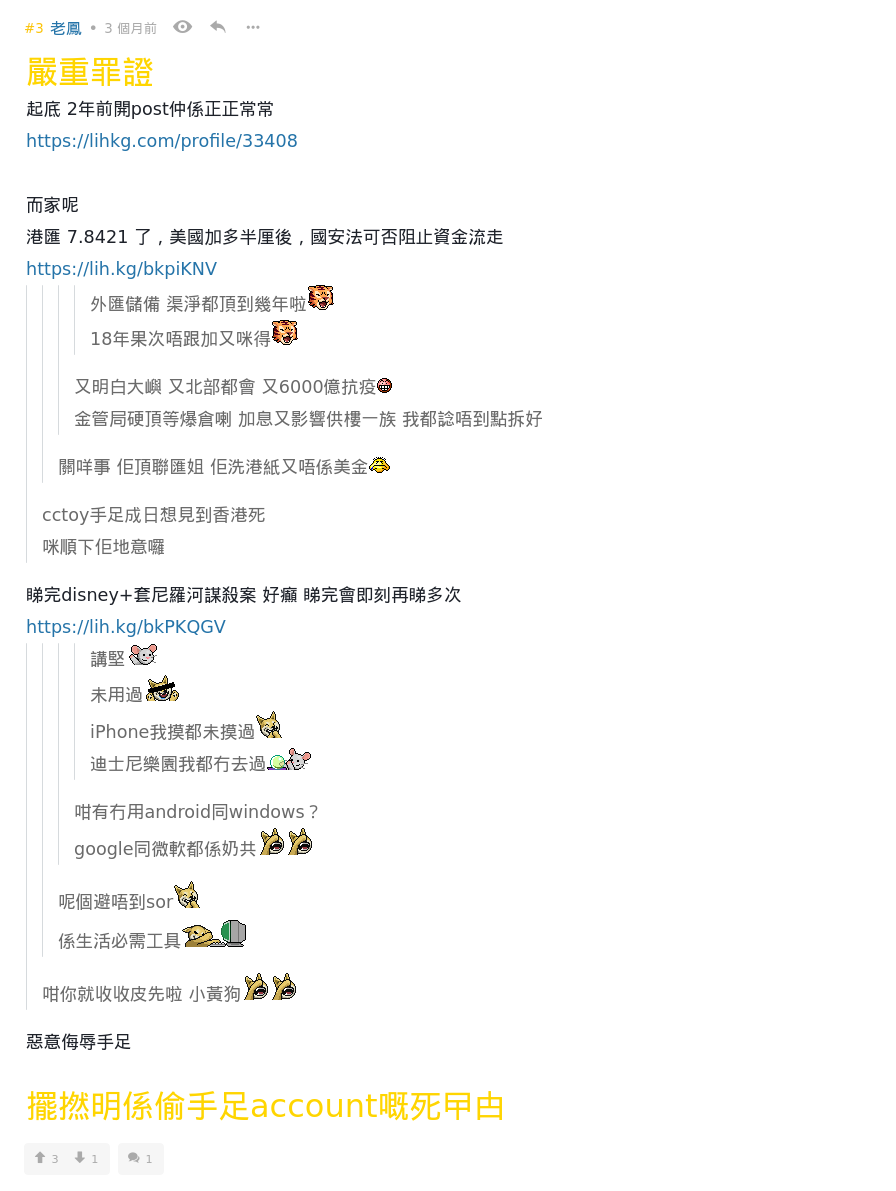 #3 老鳳 • 3 個月前
嚴重罪證
起底 2年前開post仲係正正常常
https://lihkg.com/profile/33408
而家呢
港匯 7.8421 了 , 美國加多半厘後 , 國安法可否阻止資金流走
https://lih.kg/bkpiKNV
外匯儲備 渠淨都頂到幾年啦
18年果次唔跟加又咪得
又明白大嶼 又北部都會 又6000億抗疫
金管局硬頂等爆倉喇 加息又影響供樓一族 我都諗唔到點拆好
關咩事 佢頂聯匯姐 佢洗港紙又唔係美金
cctoy手足成日想見到香港死
咪順下佢地意囉
睇完disney+套尼羅河謀殺案 好癲 睇完會即刻再睇多次
https://lih.kg/bkPKQGV
講堅
未用過
iPhone我摸都未摸過
迪士尼樂園我都冇去過
咁有冇用android同windows？
google同微軟都係奶共
呢個避唔到sor
係生活必需工具
咁你就收收皮先啦 小黃狗
惡意侮辱手足
擺撚明係偷手足account嘅死曱甴
3 1 1